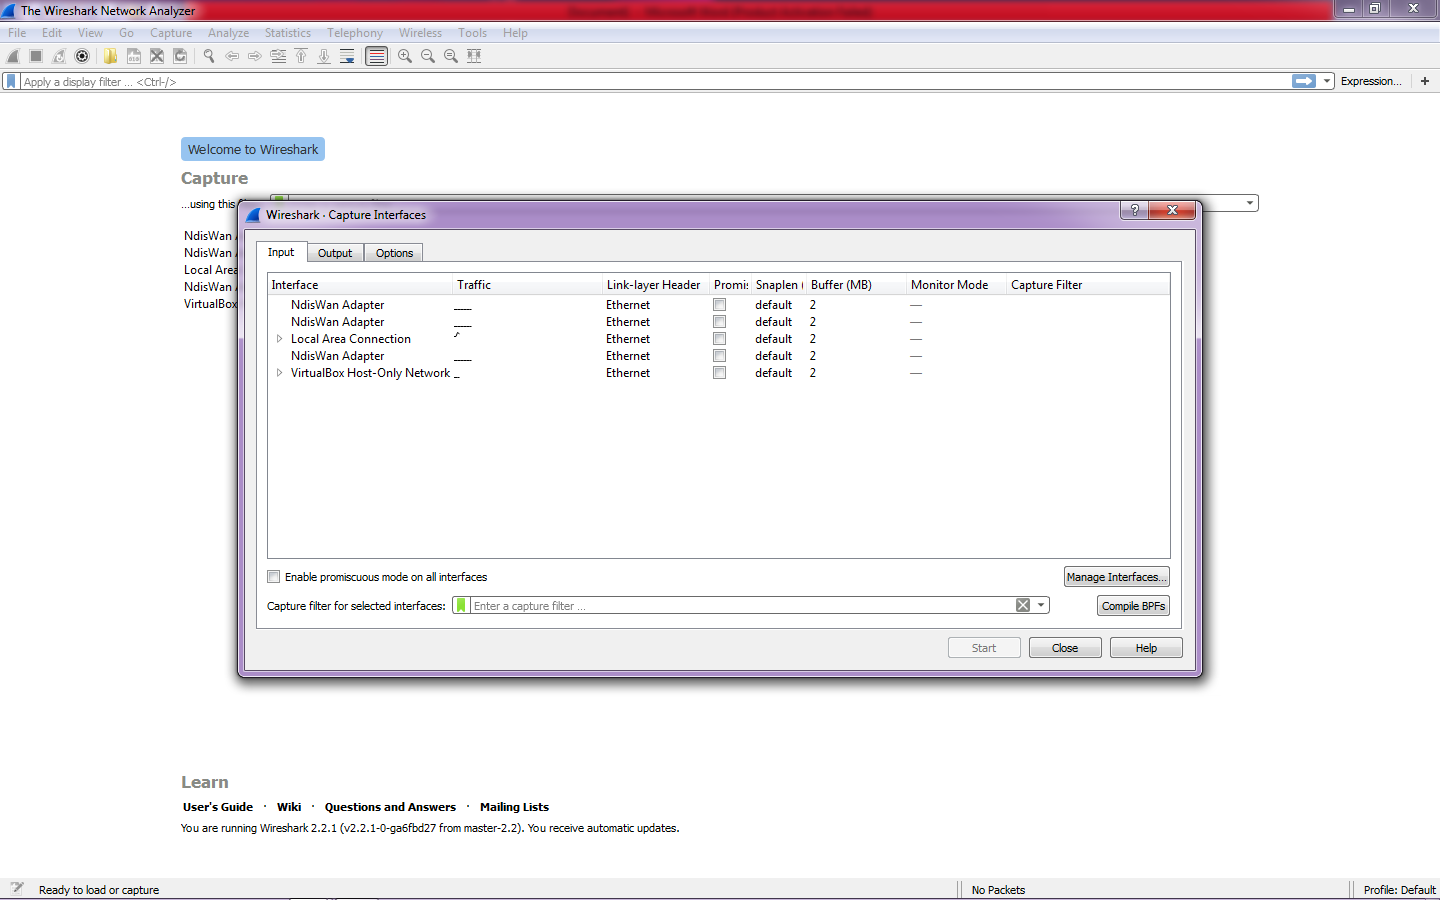 The Wireshark Network Analyzer
File Edit View Go Capture Analyze Statistics Telephony Wireless Tools Help
Apply a display filter ... <Ctrl-/>
Expression...
+
Welcome to Wireshark
Capture
...using this
NdisWan
NdisWan
Local Area
NdisWan
VirtualBox
Wireshark · Capture Interfaces
Input Output Options
Interface Traffic Link-layer Header Promis Snaplen ( Buffer (MB) Monitor Mode Capture Filter
NdisWan Adapter Ethernet default 2 —
NdisWan Adapter Ethernet default 2 —
Local Area Connection Ethernet default 2 —
NdisWan Adapter Ethernet default 2 —
VirtualBox Host-Only Network Ethernet default 2 —
Enable promiscuous mode on all interfaces
Manage Interfaces...
Capture filter for selected interfaces: Enter a capture filter ...
Compile BPFs
Start Close Help
Learn
User's Guide · Wiki · Questions and Answers · Mailing Lists
You are running Wireshark 2.2.1 (v2.2.1-0-ga6fbd27 from master-2.2). You receive automatic updates.
Ready to load or capture
No Packets
Profile: Default